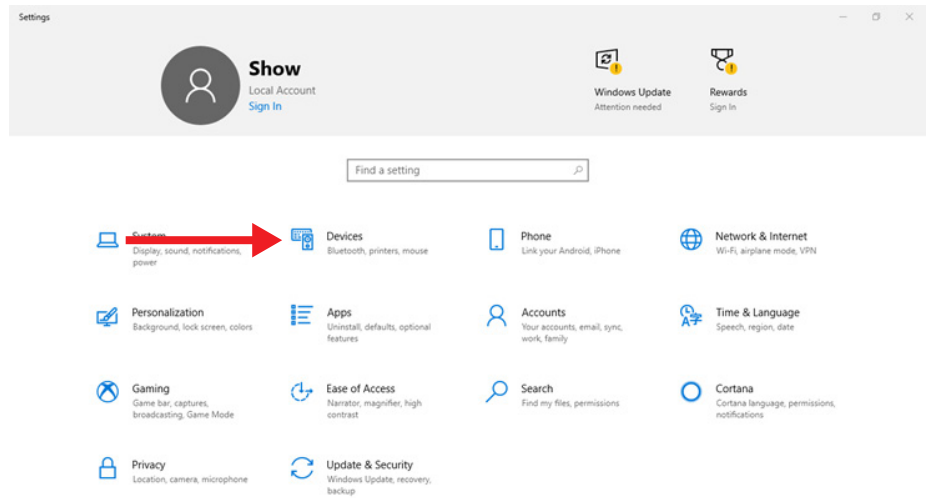 Settings
Show
Local Account
Sign In
Windows Update
Attention needed
Rewards
Sign In
Find a setting
System
Display, sound, notifications,
power
Devices
Bluetooth, printers, mouse
Phone
Link your Android, iPhone
Network & Internet
Wi-Fi, airplane mode, VPN
Personalization
Background, lock screen, colors
Apps
Uninstall, defaults, optional
features
Accounts
Your accounts, email, sync,
work, family
Time & Language
Speech, region, date
Gaming
Game bar, captures,
broadcasting, Game Mode
Ease of Access
Narrator, magnifier, high
contrast
Search
Find my files, permissions
Cortana
Cortana language, permissions,
notifications
Privacy
Location, camera, microphone
Update & Security
Windows Update, recovery,
backup